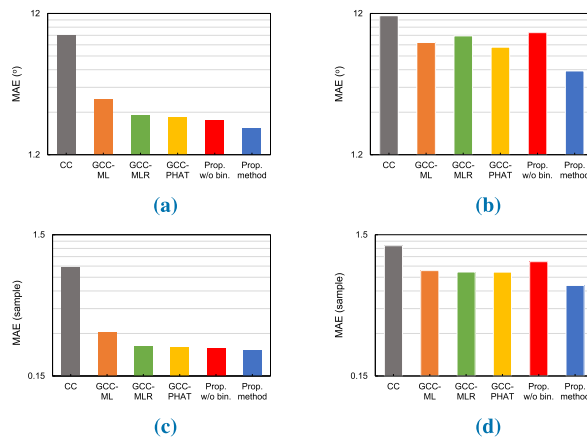 12
MAE (º)
1.2
CC GCC-ML GCC-MLR GCC-PHAT Prop. w/o bin. Prop. method
(a)
12
MAE (º)
1.2
CC GCC-ML GCC-MLR GCC-PHAT Prop. w/o bin. Prop. method
(b)
1.5
MAE (sample)
0.15
CC GCC-ML GCC-MLR GCC-PHAT Prop. w/o bin. Prop. method
(c)
1.5
MAE (sample)
0.15
CC GCC-ML GCC-MLR GCC-PHAT Prop. w/o bin. Prop. method
(d)